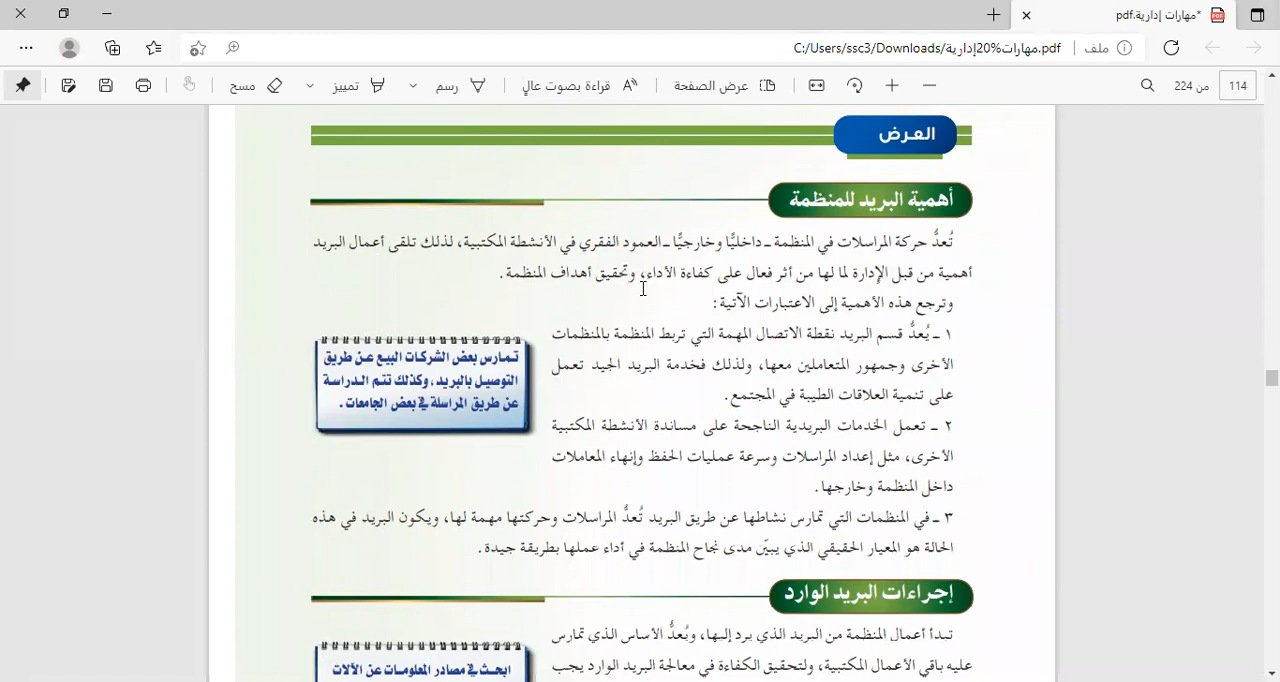 مهارات إدارية.pdf*
C:/Users/ssc3/Downloads/مهارات%20إدارية.pdf
ملف
114
من 224
عرض الصفحة
قراءة بصوت عالٍ
رسم
تمييز
مسح
العرض
أهمية البريد للمنظمة
تُعدُّ حركة المراسلات في المنظمة ـ داخليًّا وخارجيًّا ـ العمود الفقري في الأنشطة المكتبية، لذلك تلقى أعمال البريد
أهمية من قبل الإدارة لما لها من أثر فعال على كفاءة الأداء، وتحقيق أهداف المنظمة.
وترجع هذه الأهمية إلى الاعتبارات الآتية:
١ ـ يُعدُّ قسم البريد نقطة الاتصال المهمة التي تربط المنظمة بالمنظمات
الأخرى وجمهور المتعاملين معها، ولذلك فخدمة البريد الجيد تعمل
على تنمية العلاقات الطيبة في المجتمع.
٢ ـ تعمل الخدمات البريدية الناجحة على مساندة الأنشطة المكتبية
الأخرى، مثل إعداد المراسلات وسرعة عمليات الحفظ وإنهاء المعاملات
داخل المنظمة وخارجها.
تمارس بعض الشركات البيع عن طريق
التوصيل بالبريد، وكذلك تتم الدراسة
عن طريق المراسلة في بعض الجامعات.
٣ ـ في المنظمات التي تمارس نشاطها عن طريق البريد تُعدُّ المراسلات وحركتها مهمة لها، ويكون البريد في هذه
الحالة هو المعيار الحقيقي الذي يبيّن مدى نجاح المنظمة في أداء عملها بطريقة جيدة.
إجراءات البريد الوارد
تبدأ أعمال المنظمة من البريد الذي يرد إليها، ويُعدُّ الأساس الذي تمارس
عليه باقي الأعمال المكتبية، ولتحقيق الكفاءة في معالجة البريد الوارد يجب
ابحث في مصادر المعلومات عن الآلات